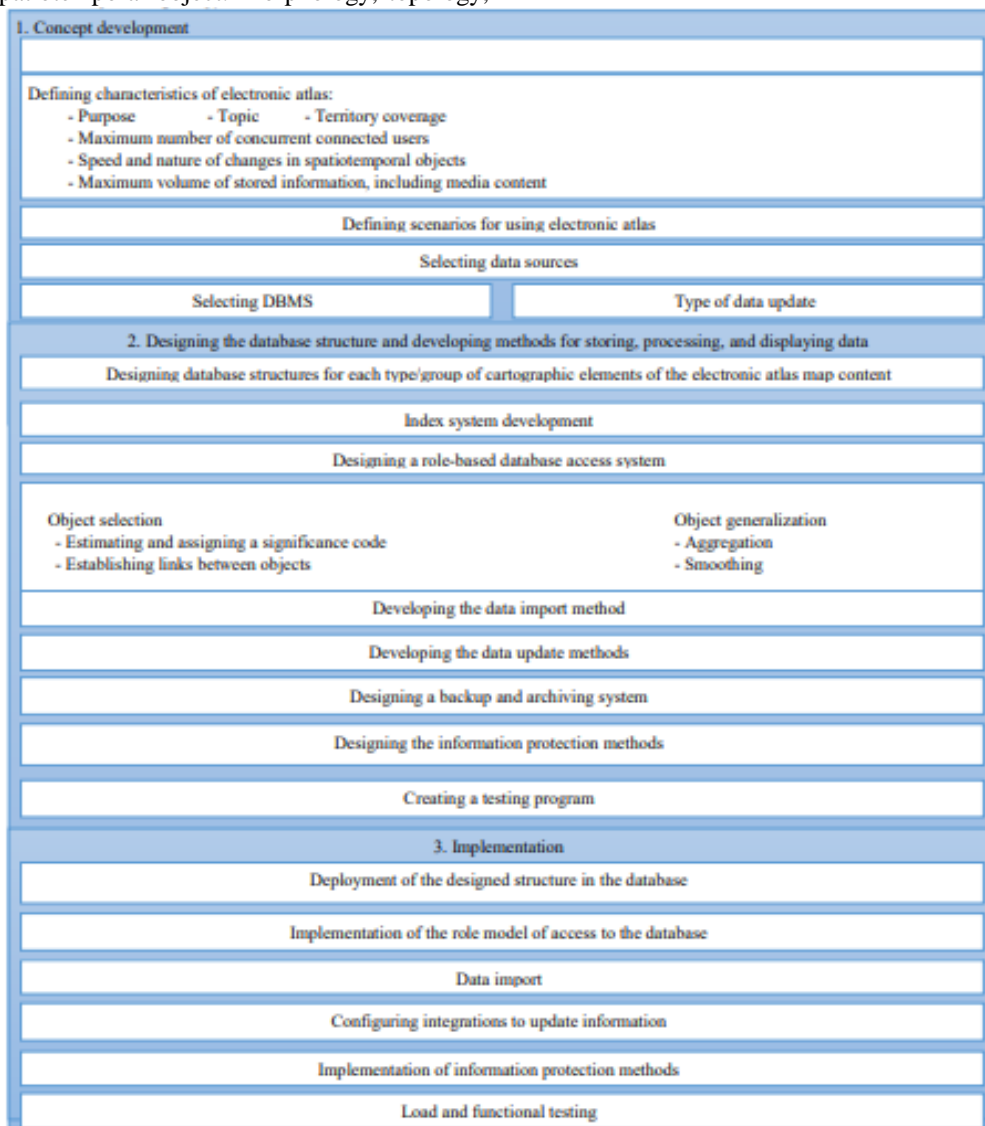 1. Concept development
Defining characteristics of electronic atlas:
- Purpose - Topic - Territory coverage
- Maximum number of concurrent connected users
- Speed and nature of changes in spatiotemporal objects
- Maximum volume of stored information, including media content
Defining scenarios for using electronic atlas
Selecting data sources
Selecting DBMS Type of data update
2. Designing the database structure and developing methods for storing, processing, and displaying data
Designing database structures for each type/group of cartographic elements of the electronic atlas map content
Index system development
Designing a role-based database access system
Object selection Object generalization
- Estimating and assigning a significance code - Aggregation
- Establishing links between objects - Smoothing
Developing the data import method
Developing the data update methods
Designing a backup and archiving system
Designing the information protection methods
Creating a testing program
3. Implementation
Deployment of the designed structure in the database
Implementation of the role model of access to the database
Data import
Configuring integrations to update information
Implementation of information protection methods
Load and functional testing